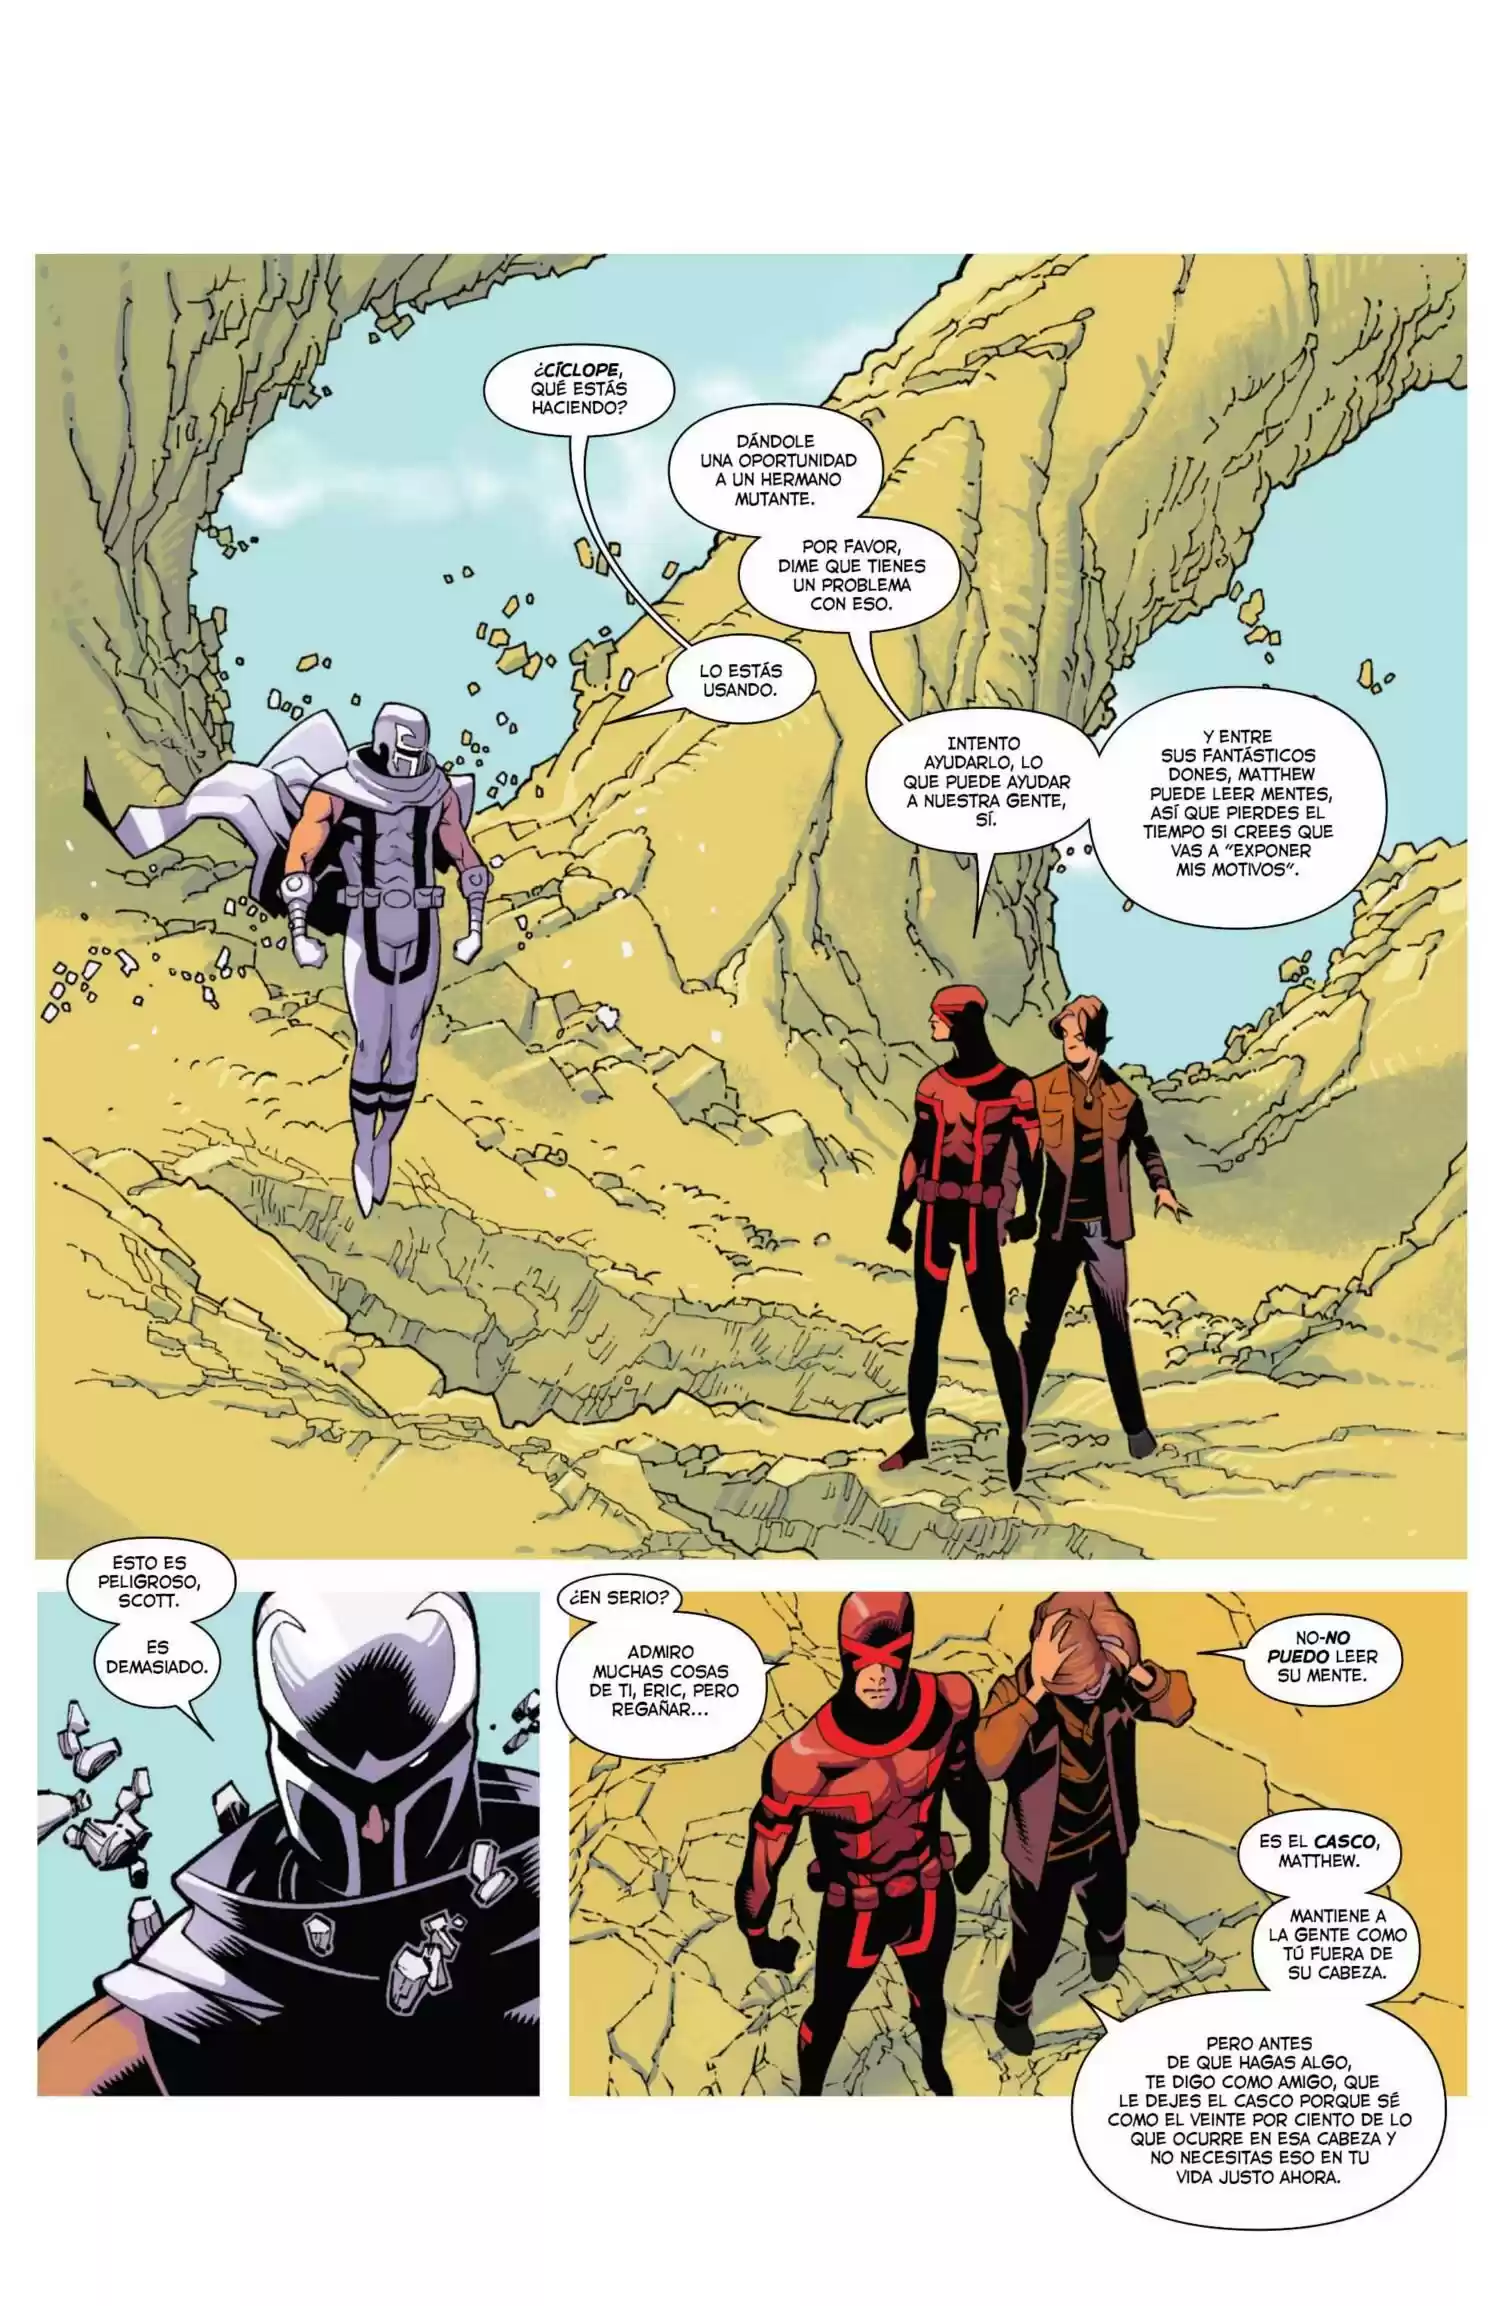 ¿CÍCLOPE,
QUÉ ESTÁS
HACIENDO?
DÁNDOLE
UNA OPORTUNIDAD
A UN HERMANO
MUTANTE.
POR FAVOR,
DIME QUE TIENES
UN PROBLEMA
CON ESO.
LO ESTÁS
USANDO.
INTENTO
AYUDARLO, LO
QUE PUEDE AYUDAR
A NUESTRA GENTE,
SÍ.
Y ENTRE
SUS FANTÁSTICOS
DONES, MATTHEW
PUEDE LEER MENTES,
ASÍ QUE PIERDES EL
TIEMPO SI CREES QUE
VAS A "EXPONER
MIS MOTIVOS".
ESTO ES
PELIGROSO,
SCOTT.
ES
DEMASIADO.
¿EN SERIO?
ADMIRO
MUCHAS COSAS
DE TI, ERIC, PERO
REGAÑAR...
NO-NO
PUEDO LEER
SU MENTE.
ES EL CASCO,
MATTHEW.
MANTIENE A
LA GENTE COMO
TÚ FUERA DE
SU CABEZA.
PERO ANTES
DE QUE HAGAS ALGO,
TE DIGO COMO AMIGO, QUE
LE DEJES EL CASCO PORQUE SÉ
COMO EL VEINTE POR CIENTO DE LO
QUE OCURRE EN ESA CABEZA Y
NO NECESITAS ESO EN TU
VIDA JUSTO AHORA.